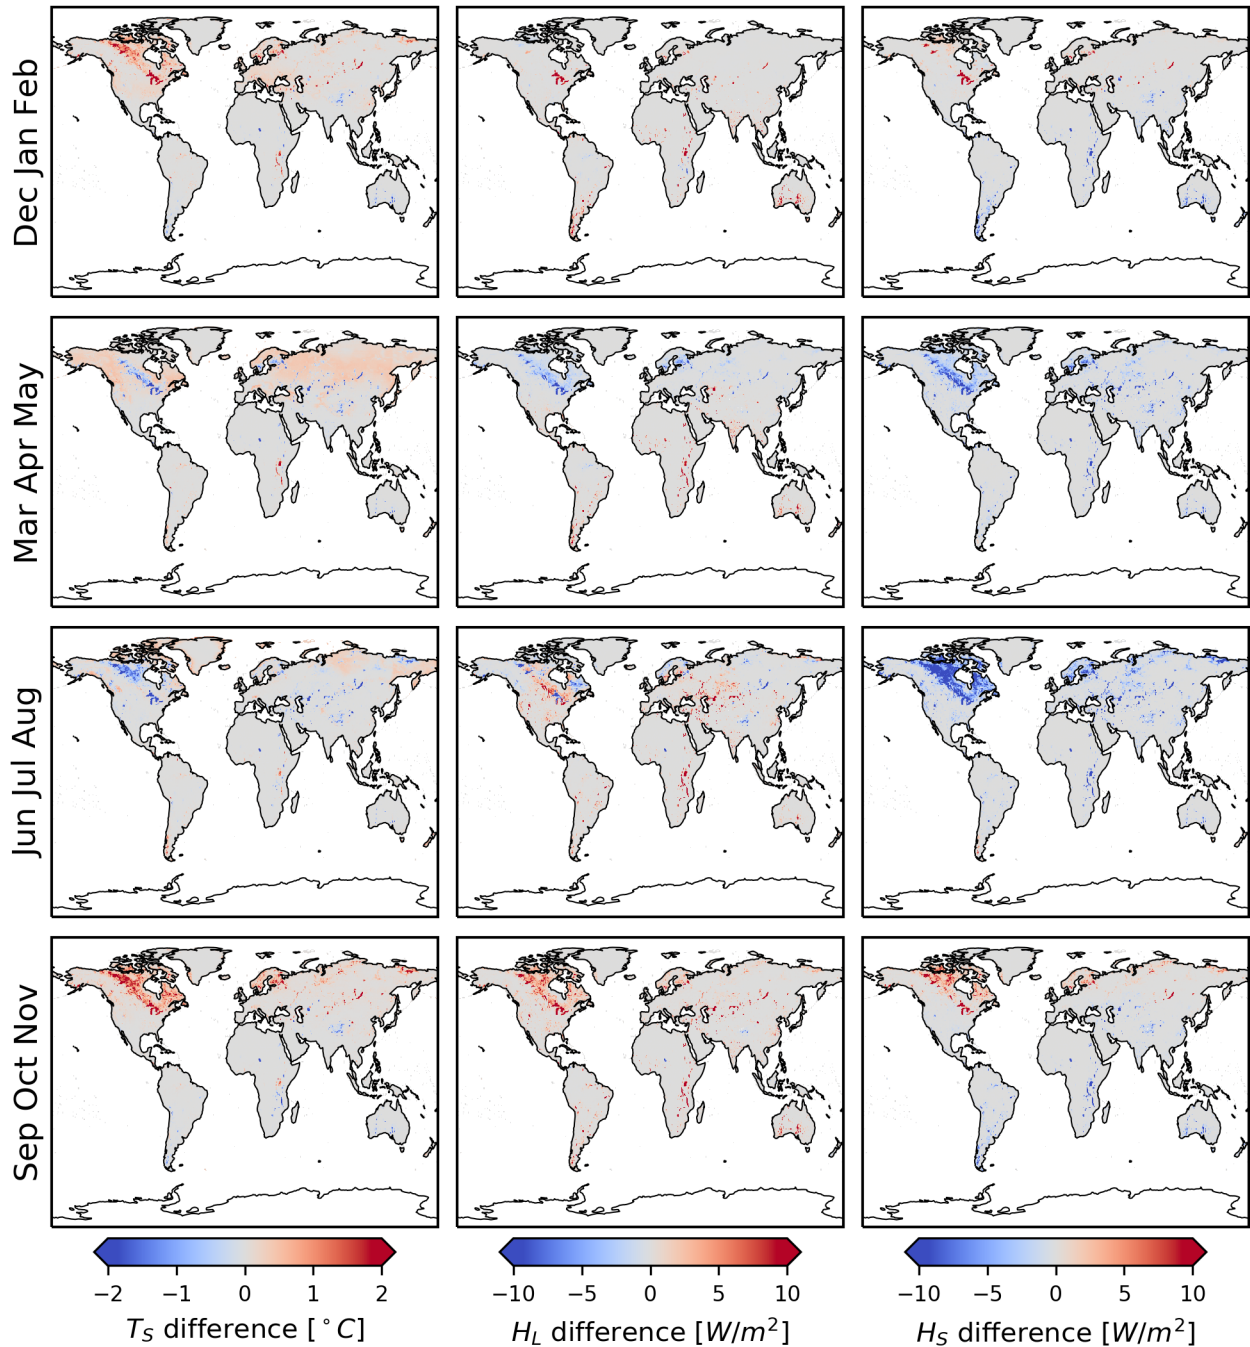 Dec Jan Feb
Mar Apr May
Jun Jul Aug
Sep Oct Nov
−2 −1 0 1 2
T_S difference [°C]
−10 −5 0 5 10
H_L difference [W/m²]
−10 −5 0 5 10
H_S difference [W/m²]